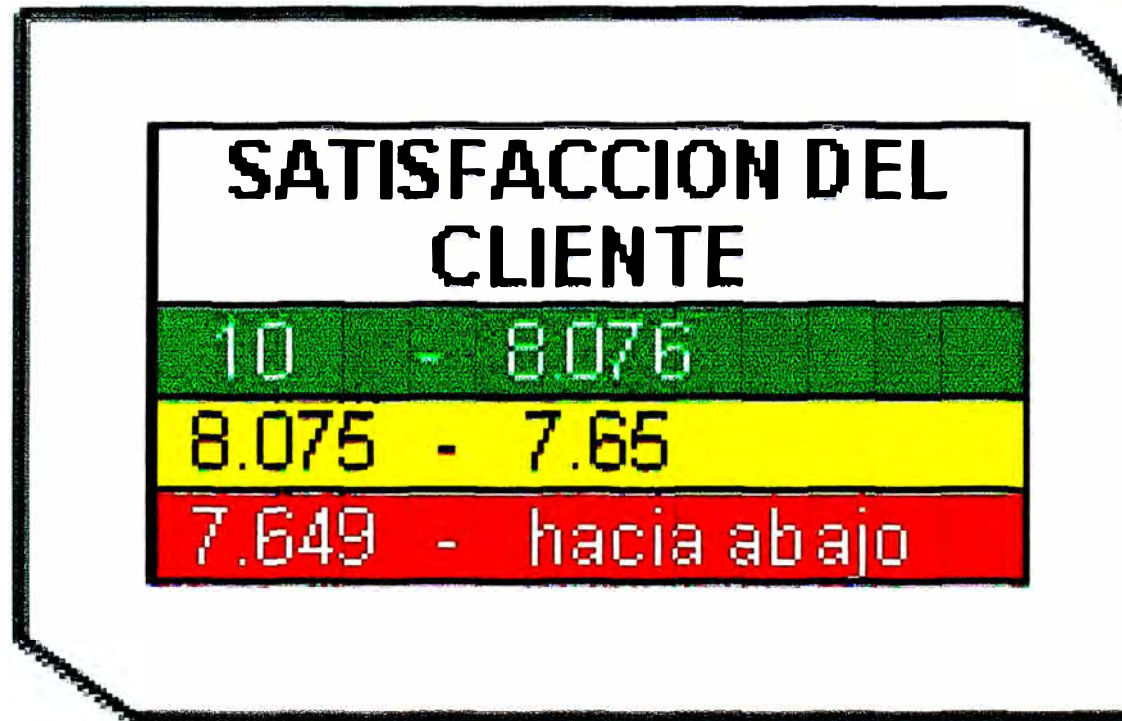 SATISFACCION DEL
CLIENTE
10 - 8.076
8.075 - 7.65
7.649 - hacia abajo